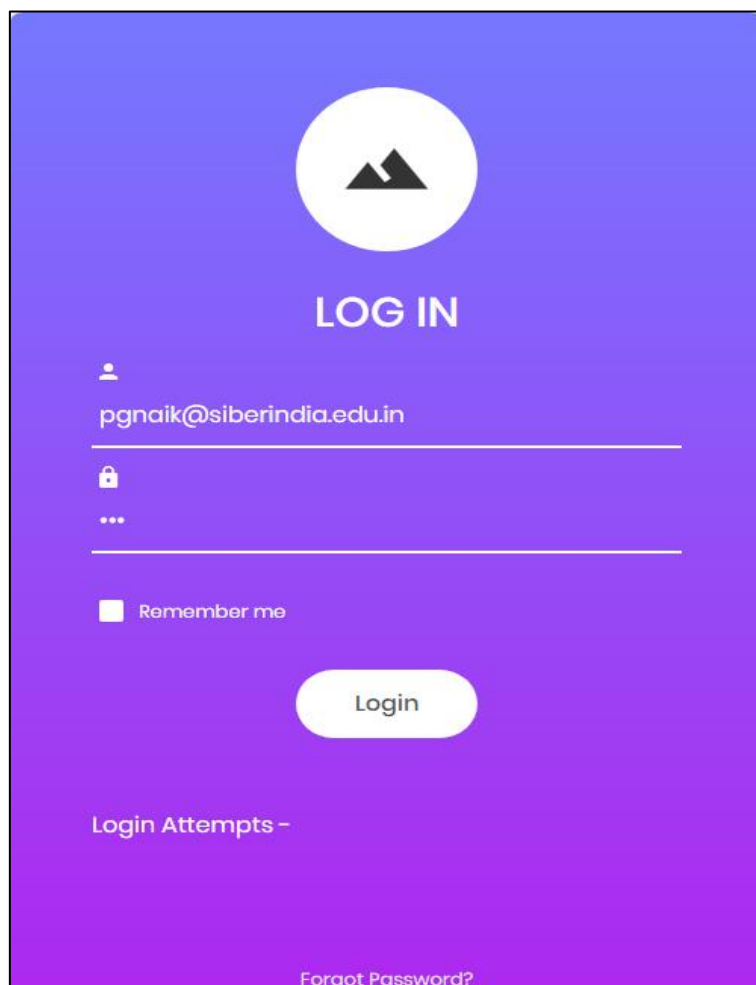 LOG IN
pgnaik@siberindia.edu.in
•••
Remember me
Login
Login Attempts -
Forgot Password?